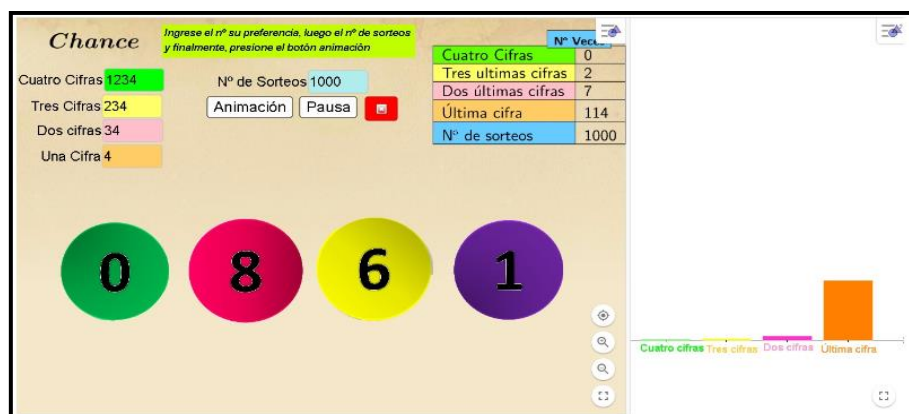 Chance
Ingrese el nº su preferencia, luego el nº de sorteos
y finalmente, presione el botón animación
Cuatro Cifras 1234
Tres Cifras 234
Dos cifras 34
Una Cifra 4
Nº de Sorteos 1000
Animación Pausa
Nº Veces
Cuatro Cifras 0
Tres ultimas cifras 2
Dos últimas cifras 7
Última cifra 114
Nº de sorteos 1000
0 8 6 1
Cuatro cifras Tres cifras Dos cifras Última cifra